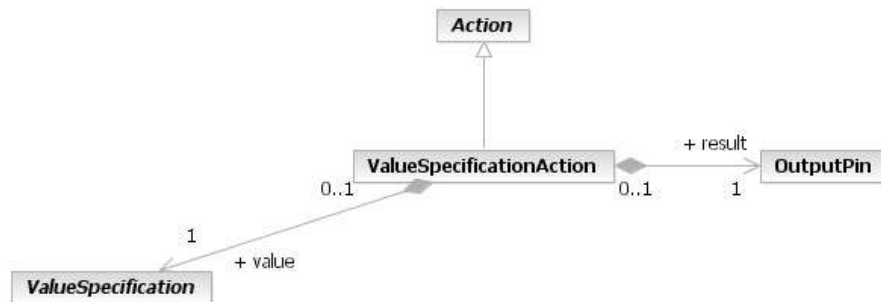 Action
+ result
ValueSpecificationAction
OutputPin
0..1
0..1
1
1
+ value
ValueSpecification